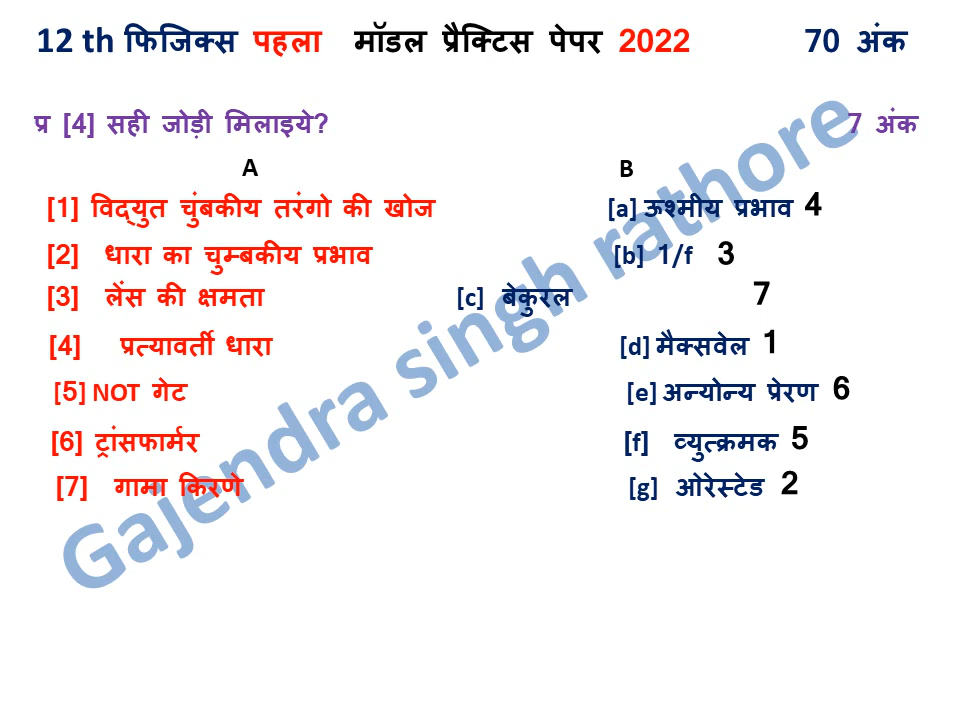 12 th फिजिक्स पहला मॉडल प्रैक्टिस पेपर 2022 70 अंक
प्र [4] सही जोड़ी मिलाइये? 7 अंक
A B
[1] विद्युत चुंबकीय तरंगो की खोज [a] ऊश्मीय प्रभाव 4
[2] धारा का चुम्बकीय प्रभाव [b] 1/f 3
[3] लेंस की क्षमता [c] बेकुरल 7
[4] प्रत्यावर्ती धारा [d] मैक्सवेल 1
[5] NOT गेट [e] अन्योन्य प्रेरण 6
[6] ट्रांसफार्मर [f] व्युत्क्रमक 5
[7] गामा किरणे [g] ओरेस्टेड 2
Gajendra singh rathore